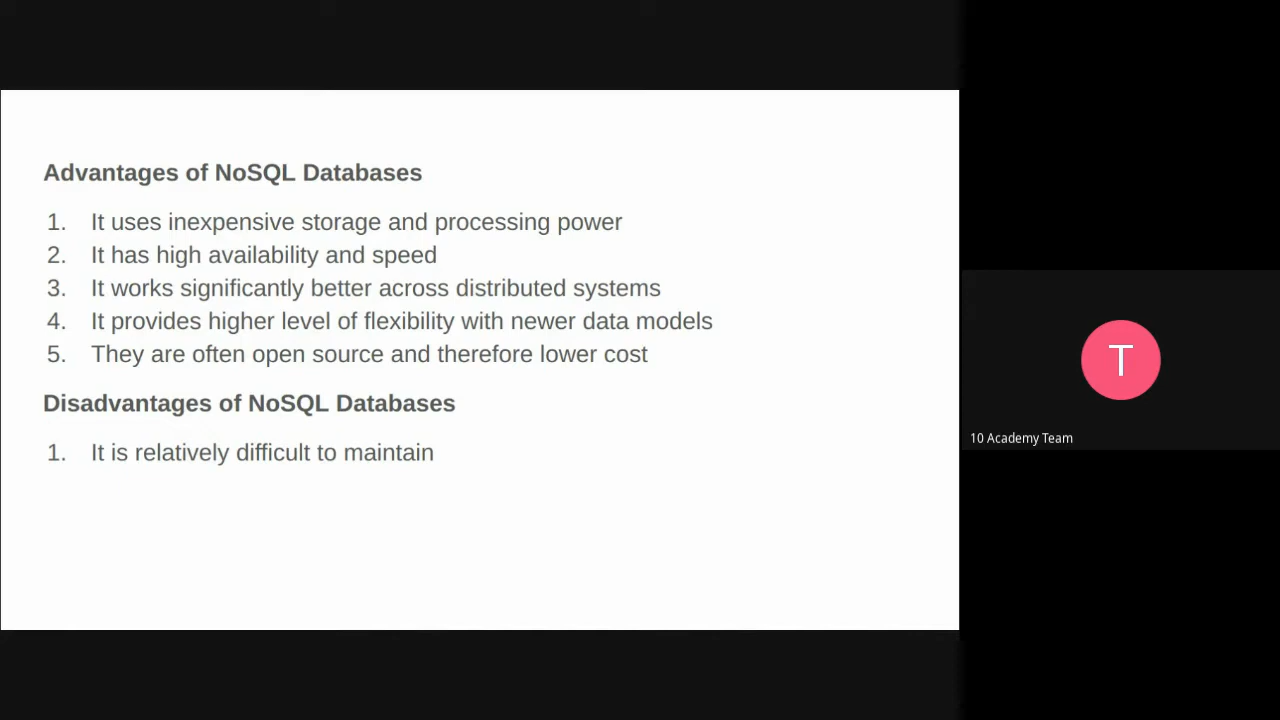 Advantages of NoSQL Databases
1. It uses inexpensive storage and processing power
2. It has high availability and speed
3. It works significantly better across distributed systems
4. It provides higher level of flexibility with newer data models
5. They are often open source and therefore lower cost
Disadvantages of NoSQL Databases
1. It is relatively difficult to maintain
T
10 Academy Team